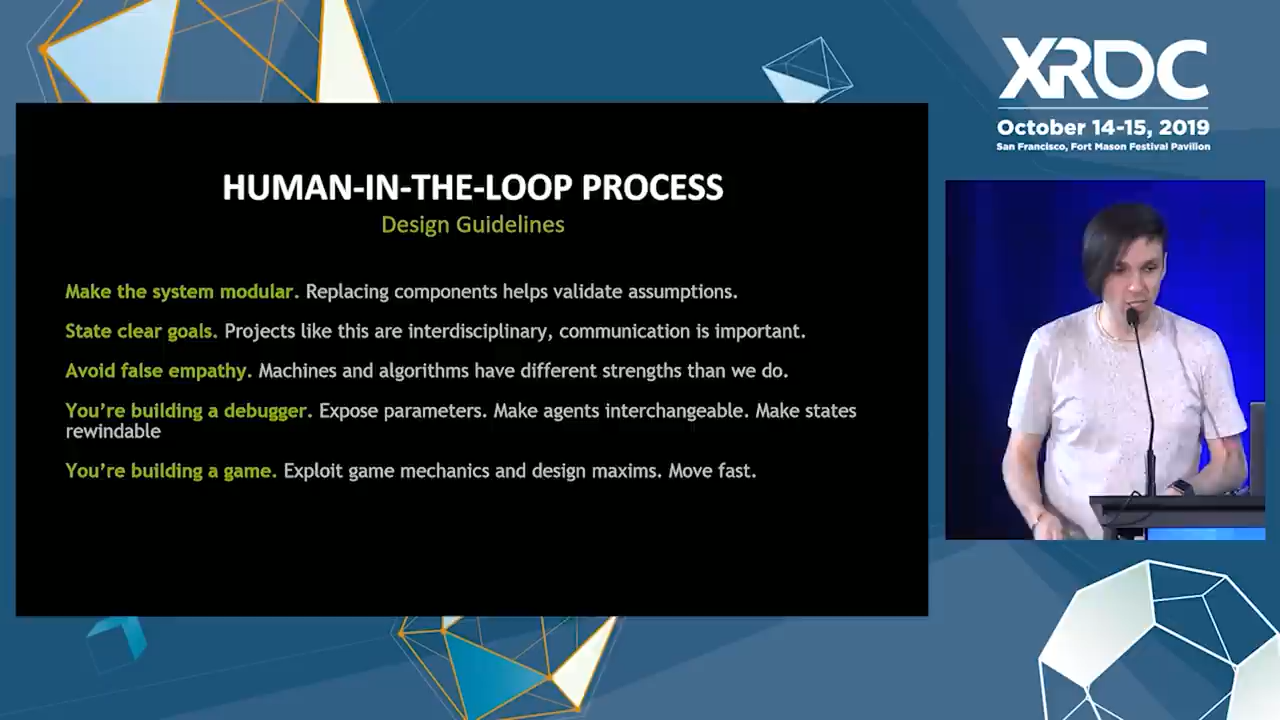 XRDC
October 14-15, 2019
San Francisco, Fort Mason Festival Pavilion
HUMAN-IN-THE-LOOP PROCESS
Design Guidelines
Make the system modular. Replacing components helps validate assumptions.
State clear goals. Projects like this are interdisciplinary, communication is important.
Avoid false empathy. Machines and algorithms have different strengths than we do.
You’re building a debugger. Expose parameters. Make agents interchangeable. Make states
rewindable
You’re building a game. Exploit game mechanics and design maxims. Move fast.